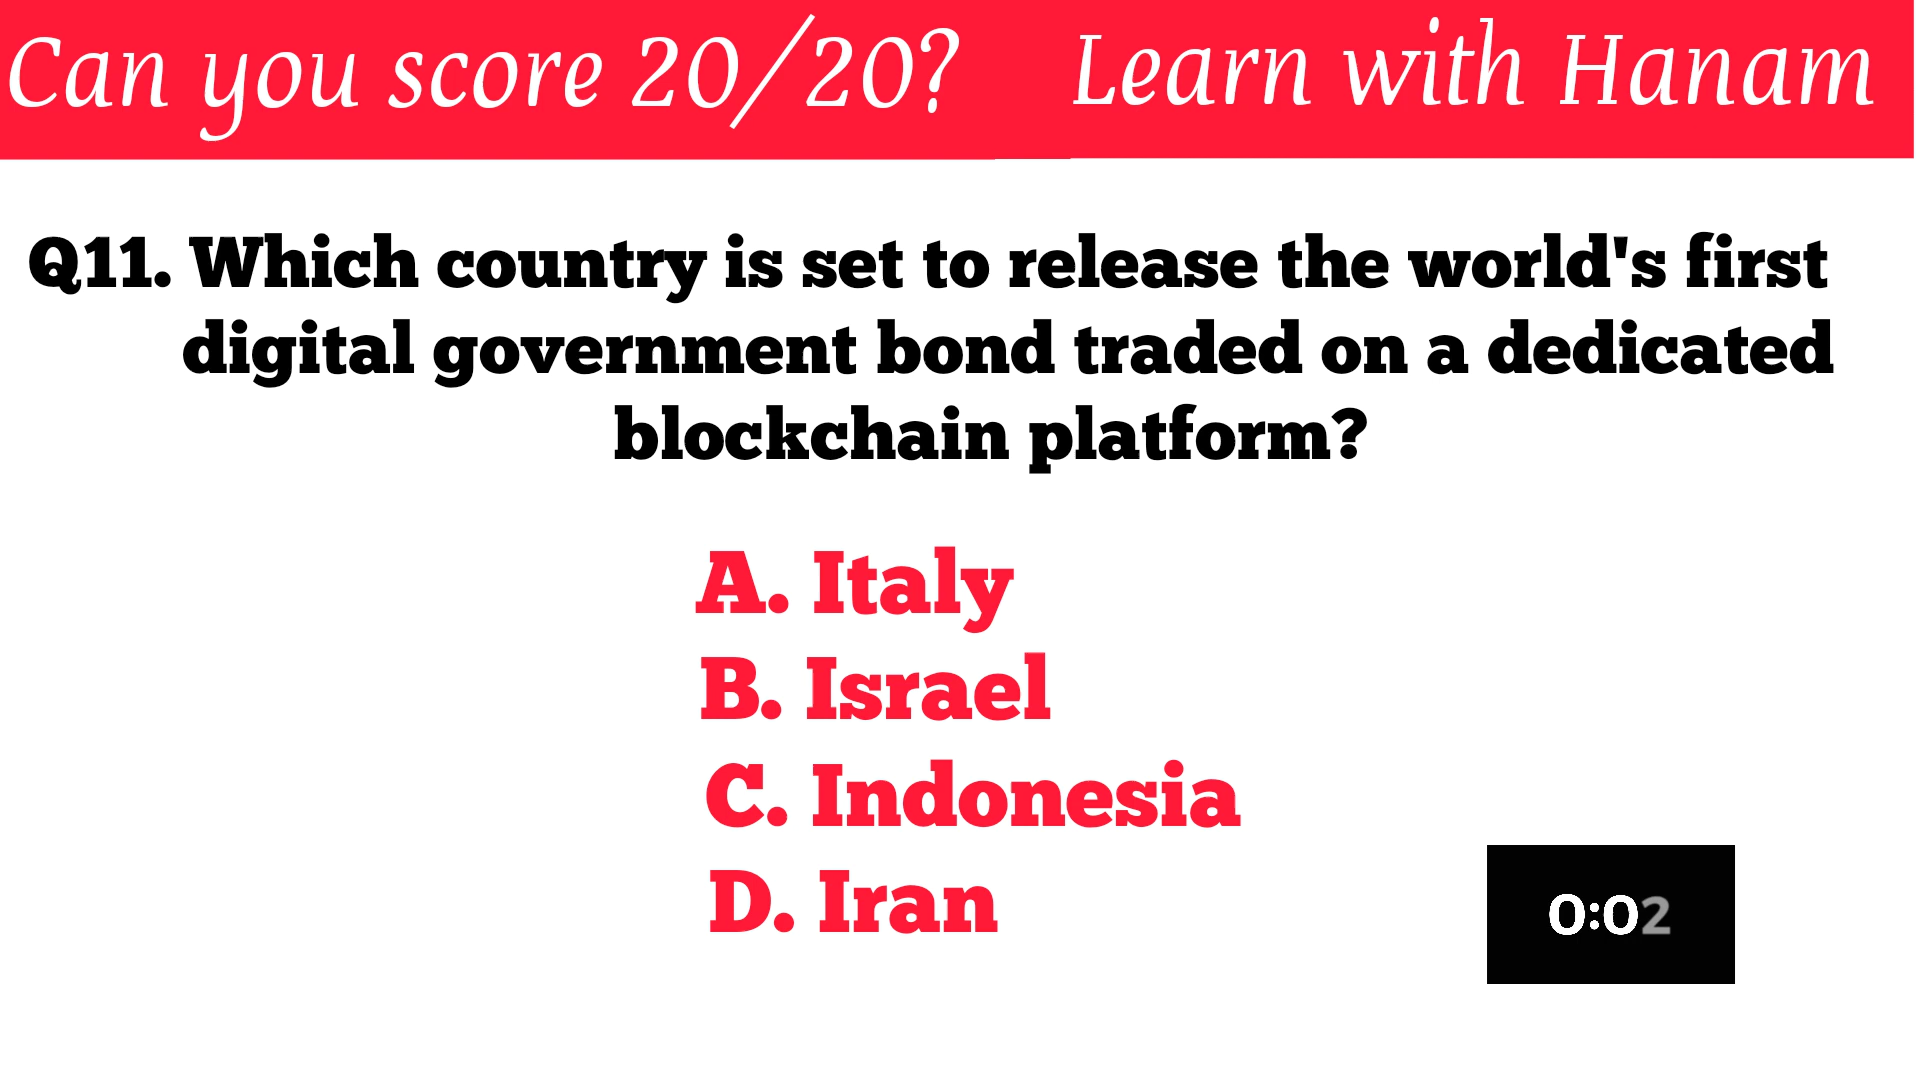 Can you score 20/20? Learn with Hanam
Q11. Which country is set to release the world's first
digital government bond traded on a dedicated
blockchain platform?
A. Italy
B. Israel
C. Indonesia
D. Iran
0:02